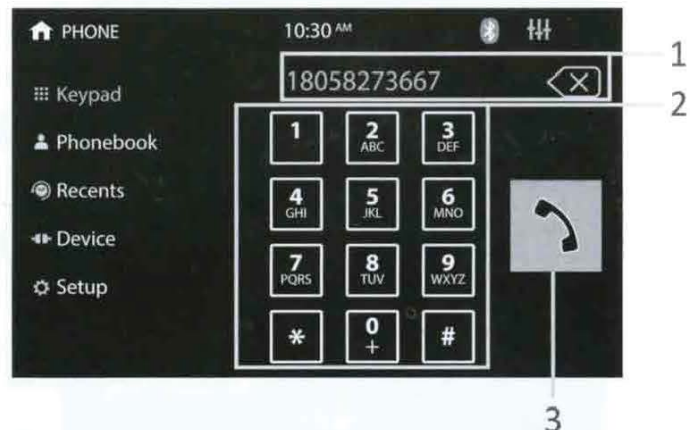 PHONE 10:30 AM
1
18058273667
2
Keypad
Phonebook
Recents
Device
Setup
1 2 ABC 3 DEF
4 GHI 5 JKL 6 MNO
7 PQRS 8 TUV 9 WXYZ
* 0 + #
3